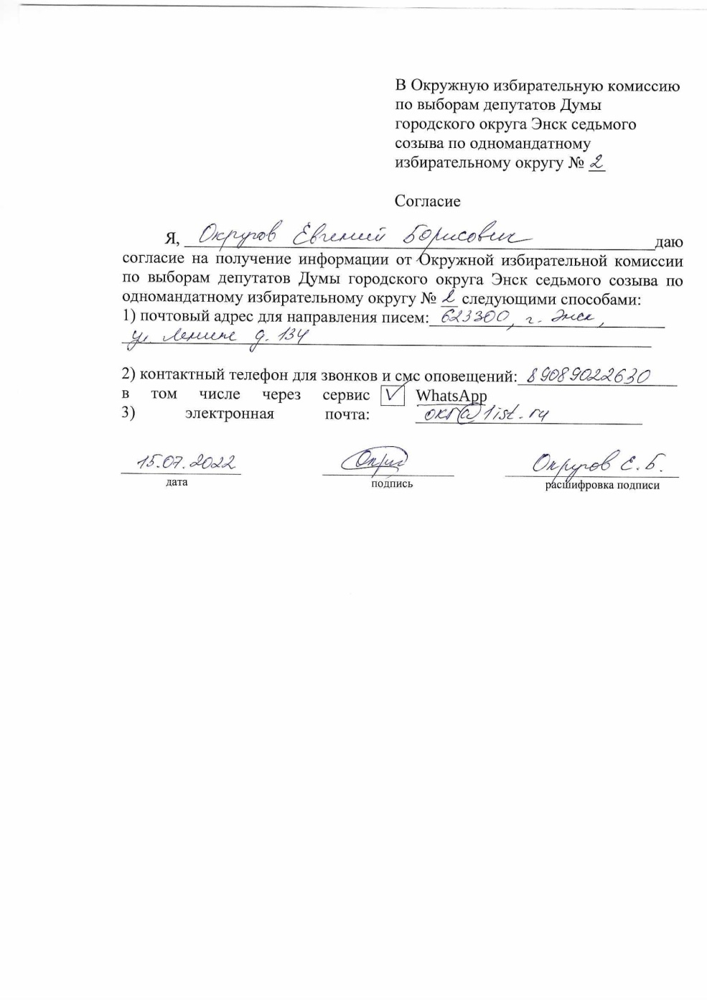 В Окружную избирательную комиссию
по выборам депутатов Думы
городского округа Энск седьмого
созыва по одномандатному
избирательному округу № 2
Согласие
Я, Округов Евгений Борисович даю
согласие на получение информации от Окружной избирательной комиссии
по выборам депутатов Думы городского округа Энск седьмого созыва по
одномандатному избирательному округу № 2 следующими способами:
1) почтовый адрес для направления писем: 623300, г. Энск,
ул. Ленина д. 134
2) контактный телефон для звонков и смс оповещений: 89089022630
в том числе через сервис V WhatsApp
3) электронная почта: окг@list.ru
15.07.2022 Округ Округов Е. Б.
дата подпись расшифровка подписи